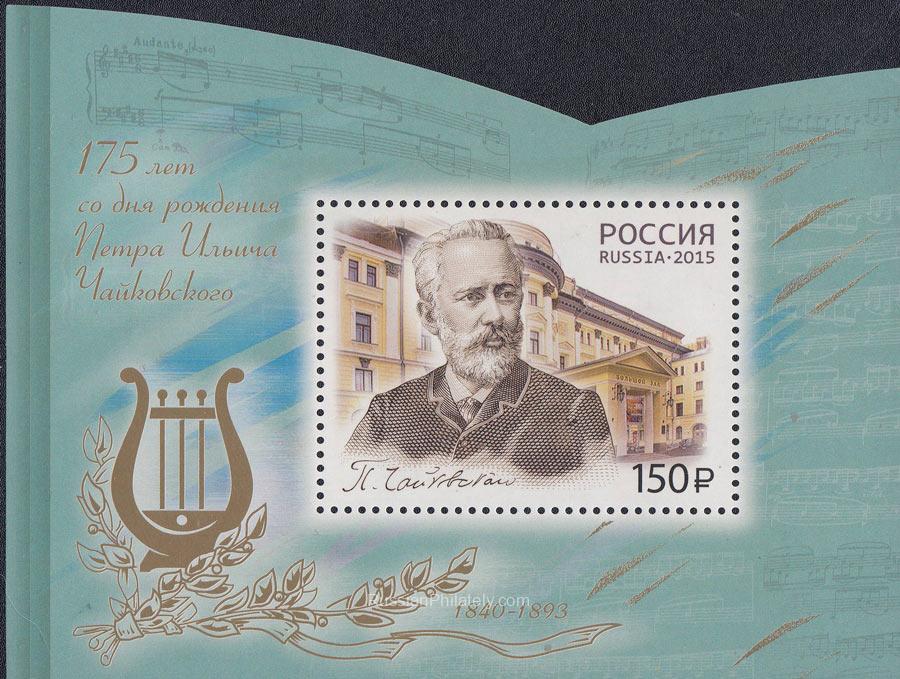 Andante
175 лет
со дня рождения
Петра Ильича
Чайковского
РОССИЯ
RUSSIA•2015
БОЛЬШОЙ ЗАЛ
П. Чайковский
150₽
RussianPhilately.com
1840-1893